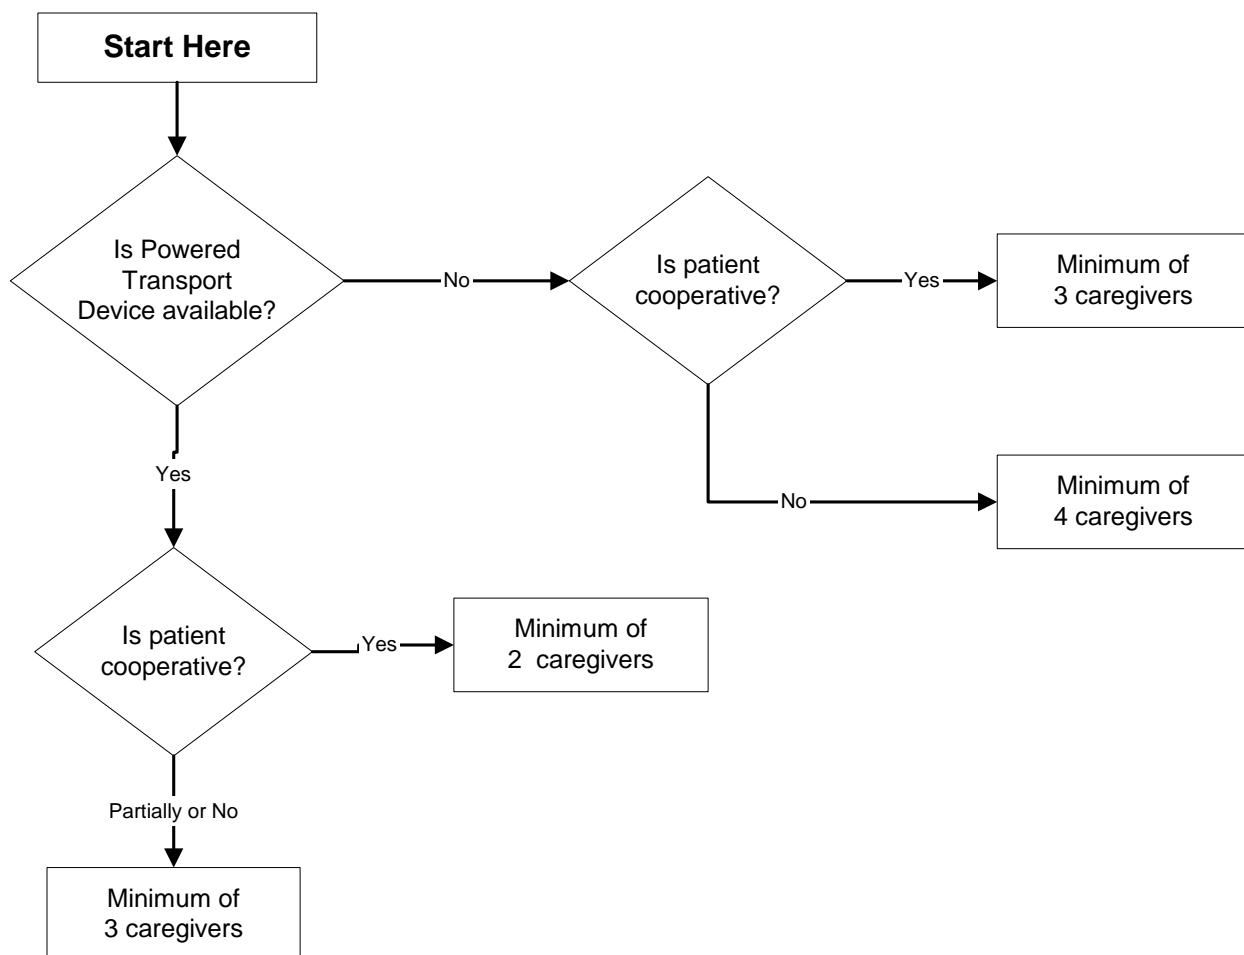 Start Here
Is Powered
Transport
Device available?
No
Is patient
cooperative?
Yes
Minimum of
3 caregivers
No
Minimum of
4 caregivers
Yes
Is patient
cooperative?
Yes
Minimum of
2  caregivers
Partially or No
Minimum of
3 caregivers